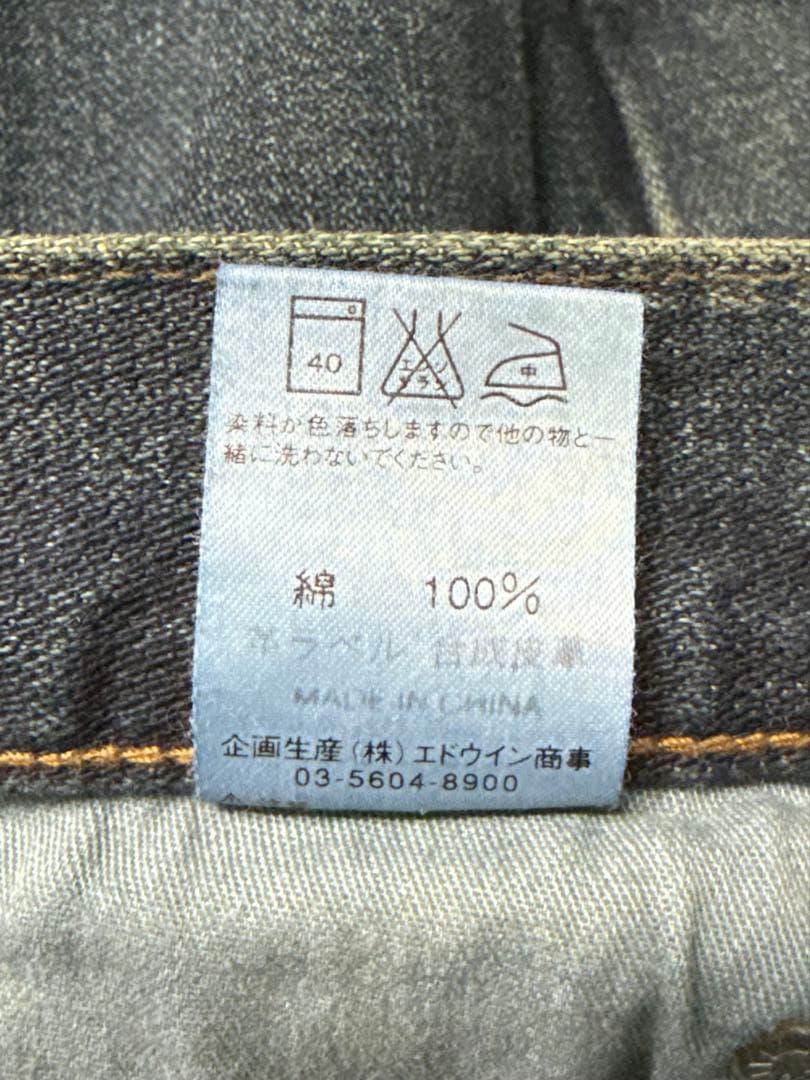 40
エンソ
サラシ
中
染料が色落ちしますので他の物と一
緒に洗わないでください。
綿 100%
革ラベル 合成皮革
MADE IN CHINA
企画生産（株）エドウイン商事
03-5604-8900